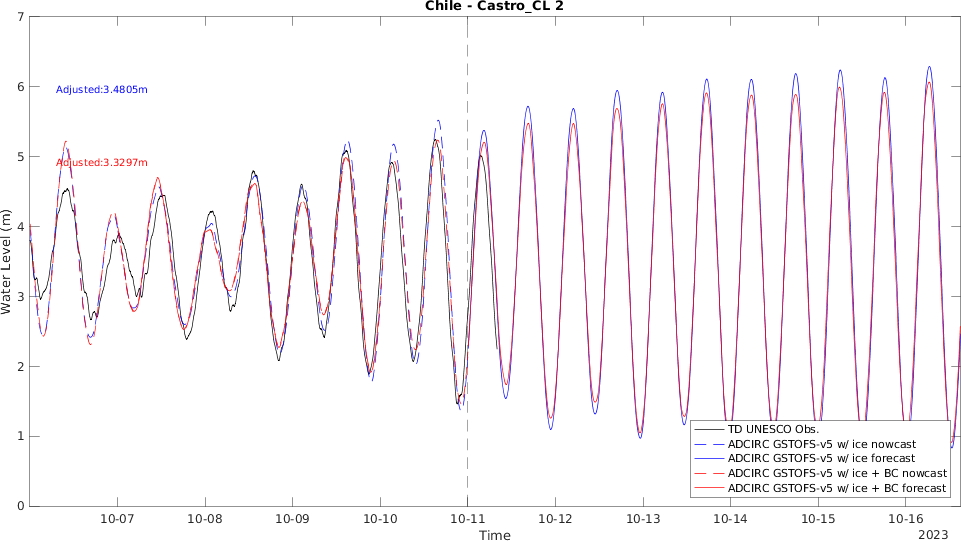 Chile - Castro_CL 2
7
6
5
4
3
2
1
0
Water Level (m)
Adjusted:3.4805m
Adjusted:3.3297m
TD UNESCO Obs.
ADCIRC GSTOFS-v5 w/ ice nowcast
ADCIRC GSTOFS-v5 w/ ice forecast
ADCIRC GSTOFS-v5 w/ ice + BC nowcast
ADCIRC GSTOFS-v5 w/ ice + BC forecast
10-07 10-08 10-09 10-10 10-11 10-12 10-13 10-14 10-15 10-16
Time
2023